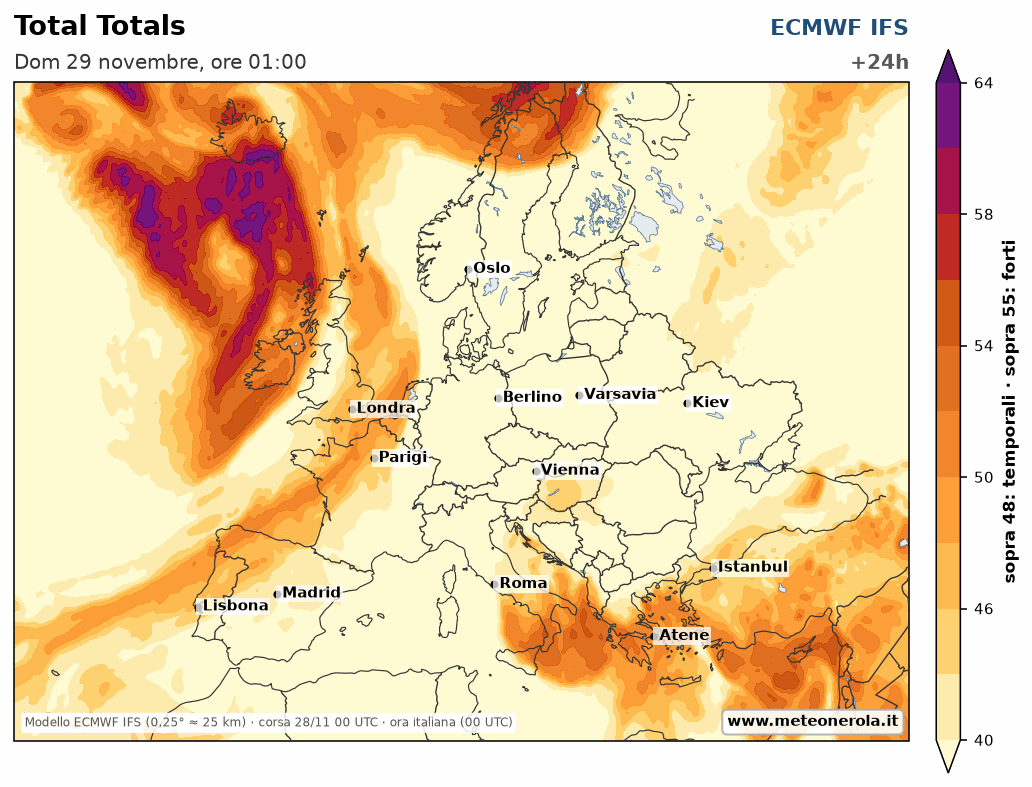 Total Totals
ECMWF IFS
Dom 29 novembre, ore 01:00
+24h
64
58
54
50
46
40
sopra 48: temporali · sopra 55: forti
Oslo
Berlino
Varsavia
Kiev
Londra
Parigi
Vienna
Istanbul
Roma
Madrid
Lisbona
Atene
Modello ECMWF IFS (0,25° ≈ 25 km) · corsa 28/11 00 UTC · ora italiana (00 UTC)
www.meteonerola.it